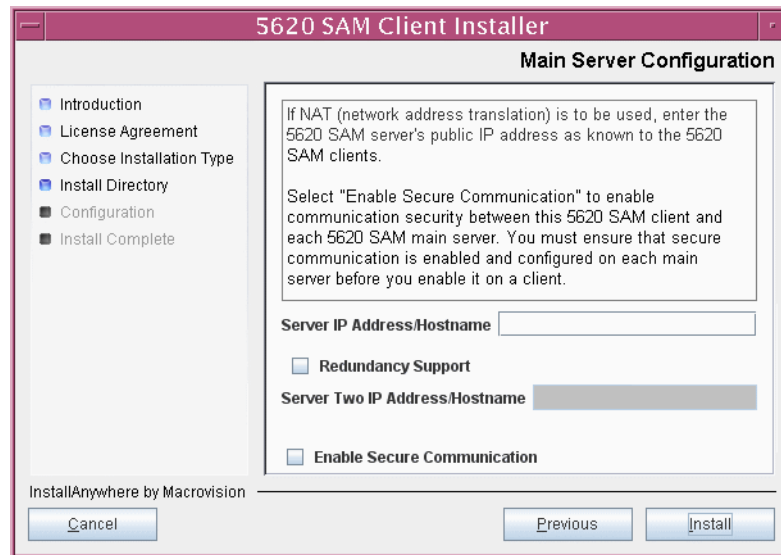 5620 SAM Client Installer
Main Server Configuration
Introduction
License Agreement
Choose Installation Type
Install Directory
Configuration
Install Complete
If NAT (network address translation) is to be used, enter the
5620 SAM server's public IP address as known to the 5620
SAM clients.
Select "Enable Secure Communication" to enable
communication security between this 5620 SAM client and
each 5620 SAM main server. You must ensure that secure
communication is enabled and configured on each main
server before you enable it on a client.
Server IP Address/Hostname
Redundancy Support
Server Two IP Address/Hostname
Enable Secure Communication
InstallAnywhere by Macrovision
Cancel
Previous
Install